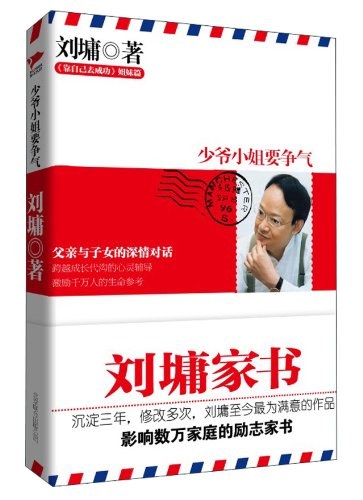 刘墉◎著
《靠自己去成功》姐妹篇
少爷小姐要争气
MANCHESTER
父亲与子女的深情对话
跨越成长代沟的心灵辅导
激励千万人的生命参考
刘墉家书
沉淀三年，修改多次，刘墉至今最为满意的作品
影响数万家庭的励志家书
少爷小姐要争气
刘墉◎著